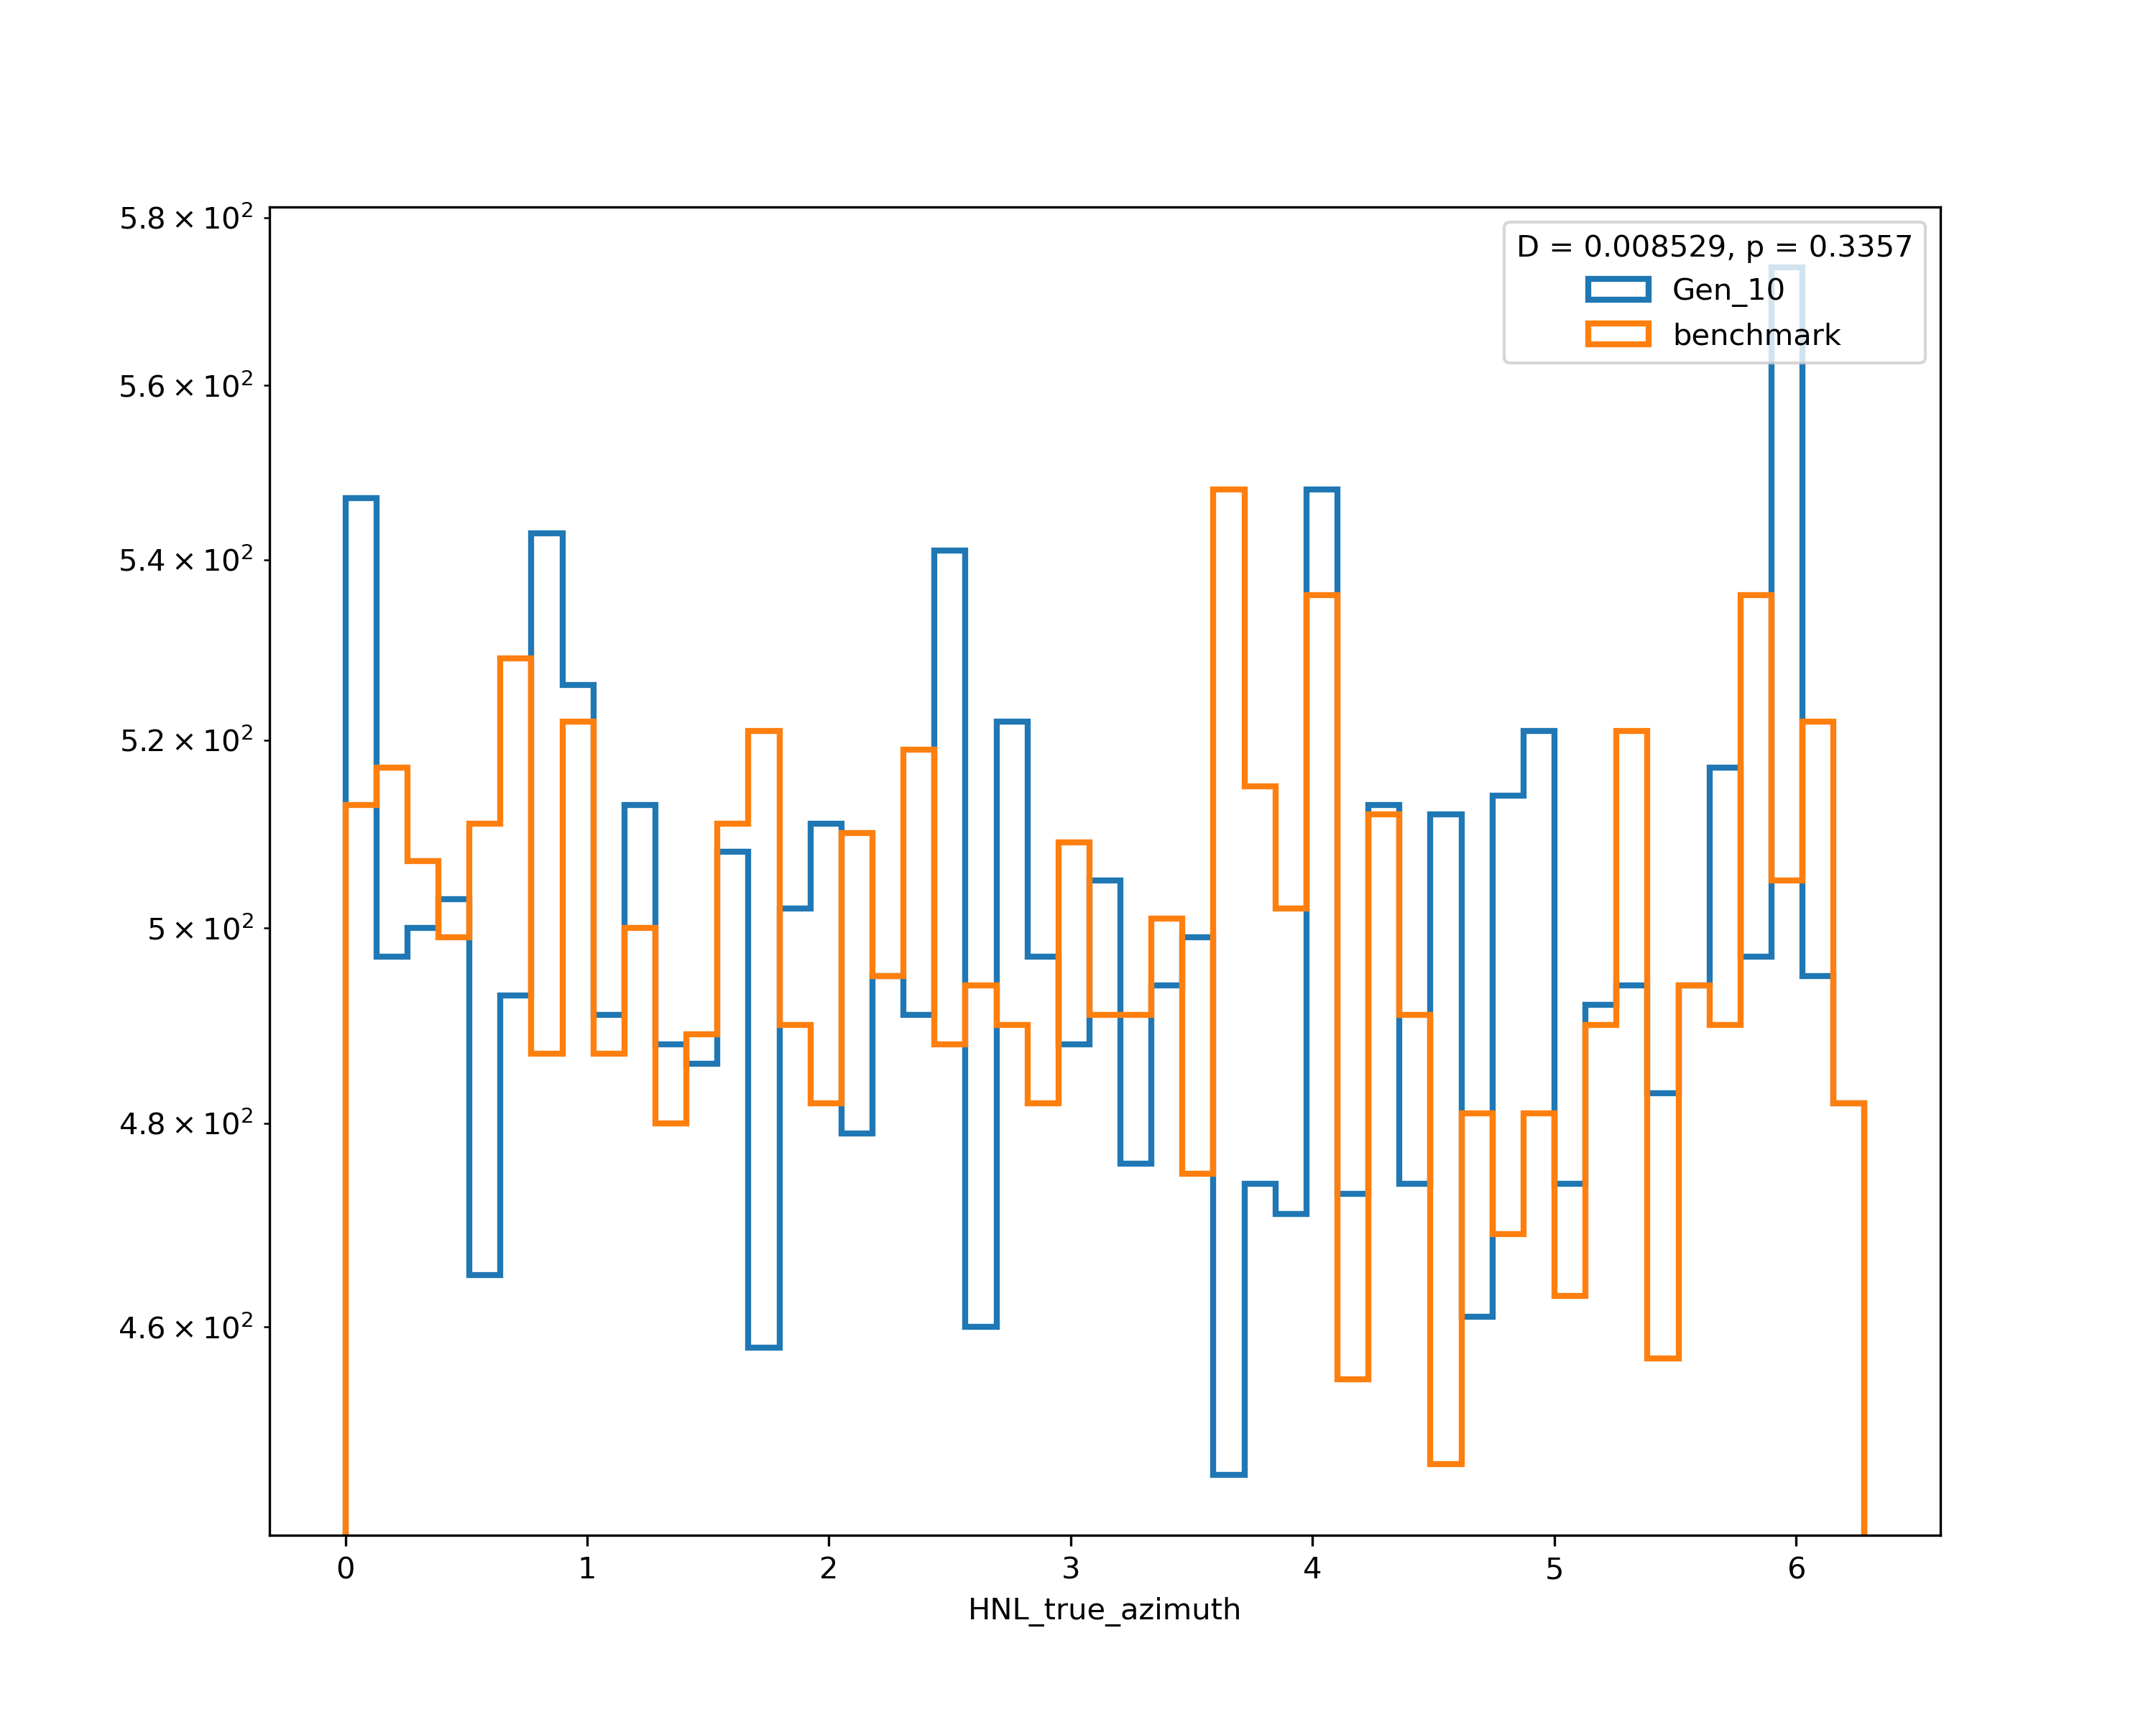 5.8 × 10²
5.6 × 10²
5.4 × 10²
5.2 × 10²
5 × 10²
4.8 × 10²
4.6 × 10²
D = 0.008529, p = 0.3357
Gen_10
benchmark
0 1 2 3 4 5 6
HNL_true_azimuth